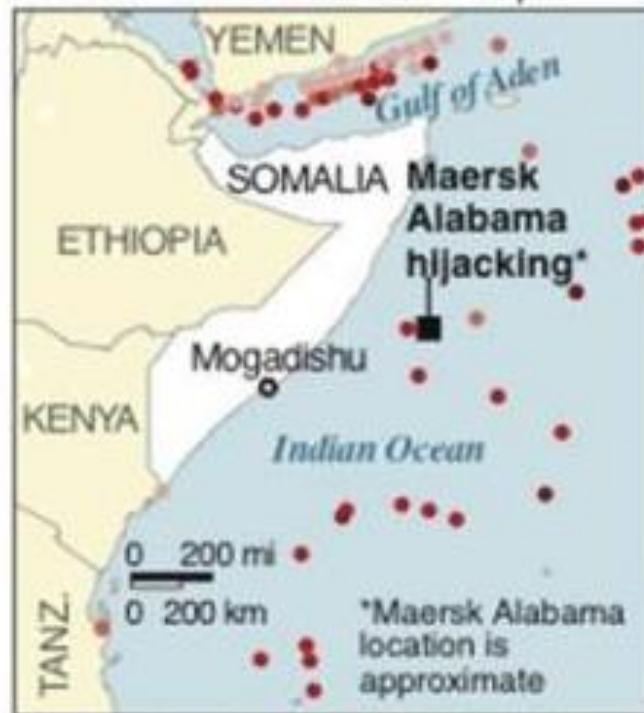 YEMEN
Gulf of Aden
SOMALIA
Maersk
Alabama
hijacking*
ETHIOPIA
Mogadishu
KENYA
Indian Ocean
0 200 mi
0 200 km
TANZ.
*Maersk Alabama
location is
approximate